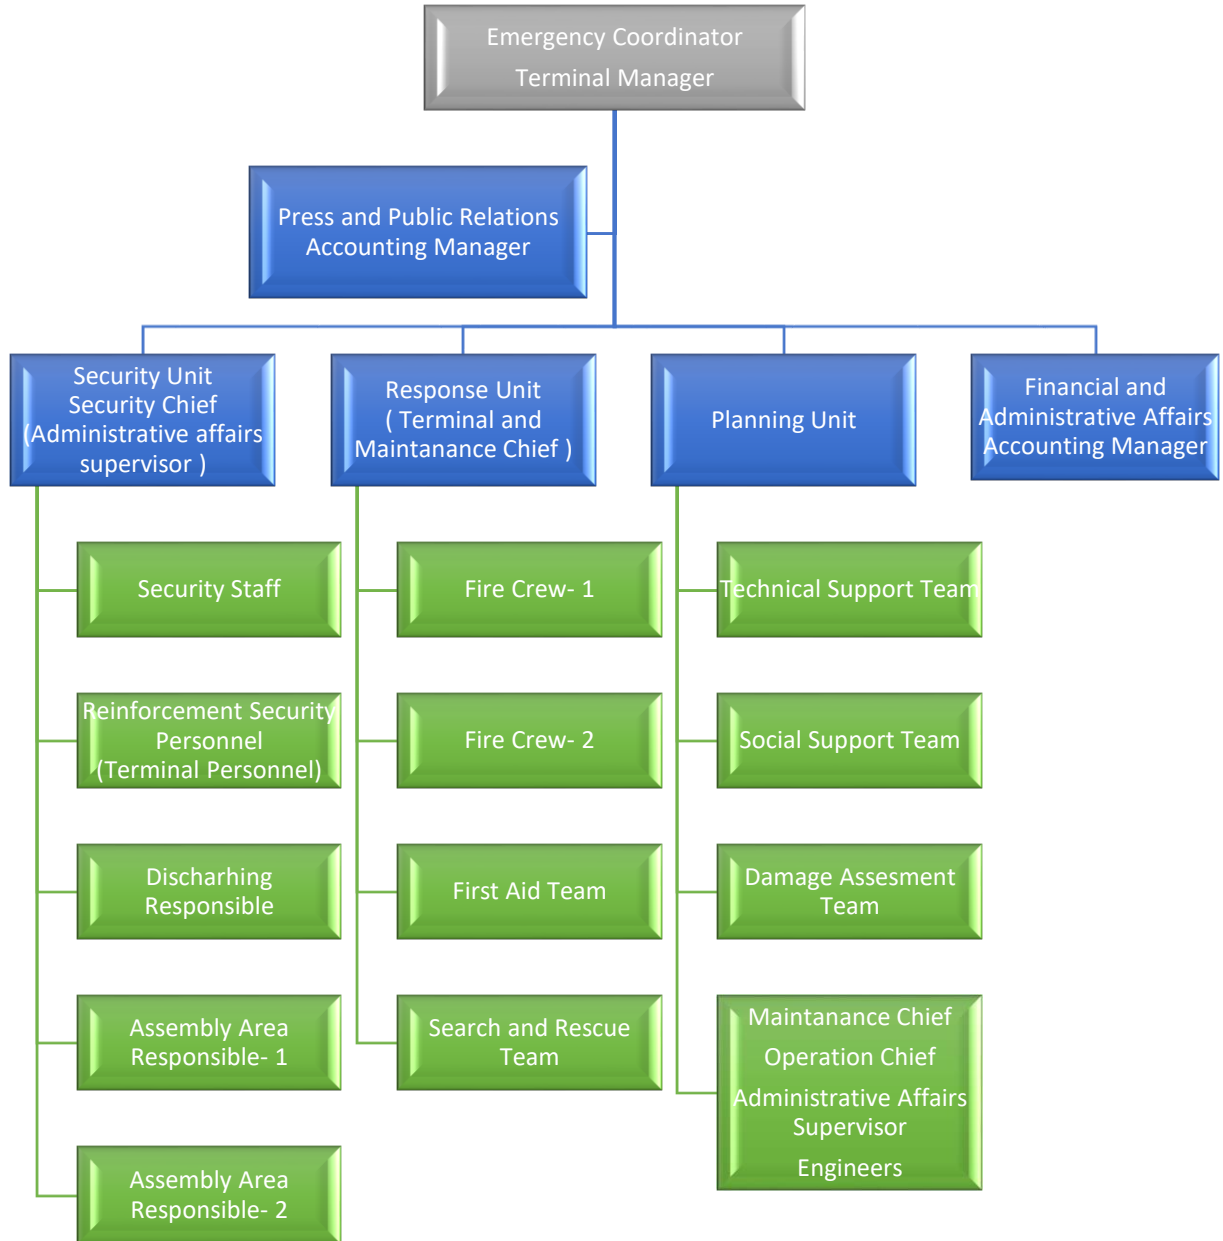 Emergency Coordinator
Terminal Manager
Press and Public Relations
Accounting Manager
Security Unit
Security Chief
(Administrative affairs
supervisor )
Response Unit
( Terminal and
Maintanance Chief )
Planning Unit
Financial and
Administrative Affairs
Accounting Manager
Security Staff
Reinforcement Security
Personnel
(Terminal Personnel)
Discharhing
Responsible
Assembly Area
Responsible- 1
Assembly Area
Responsible- 2
Fire Crew- 1
Fire Crew- 2
First Aid Team
Search and Rescue
Team
Technical Support Team
Social Support Team
Damage Assesment
Team
Maintanance Chief
Operation Chief
Administrative Affairs
Supervisor
Engineers